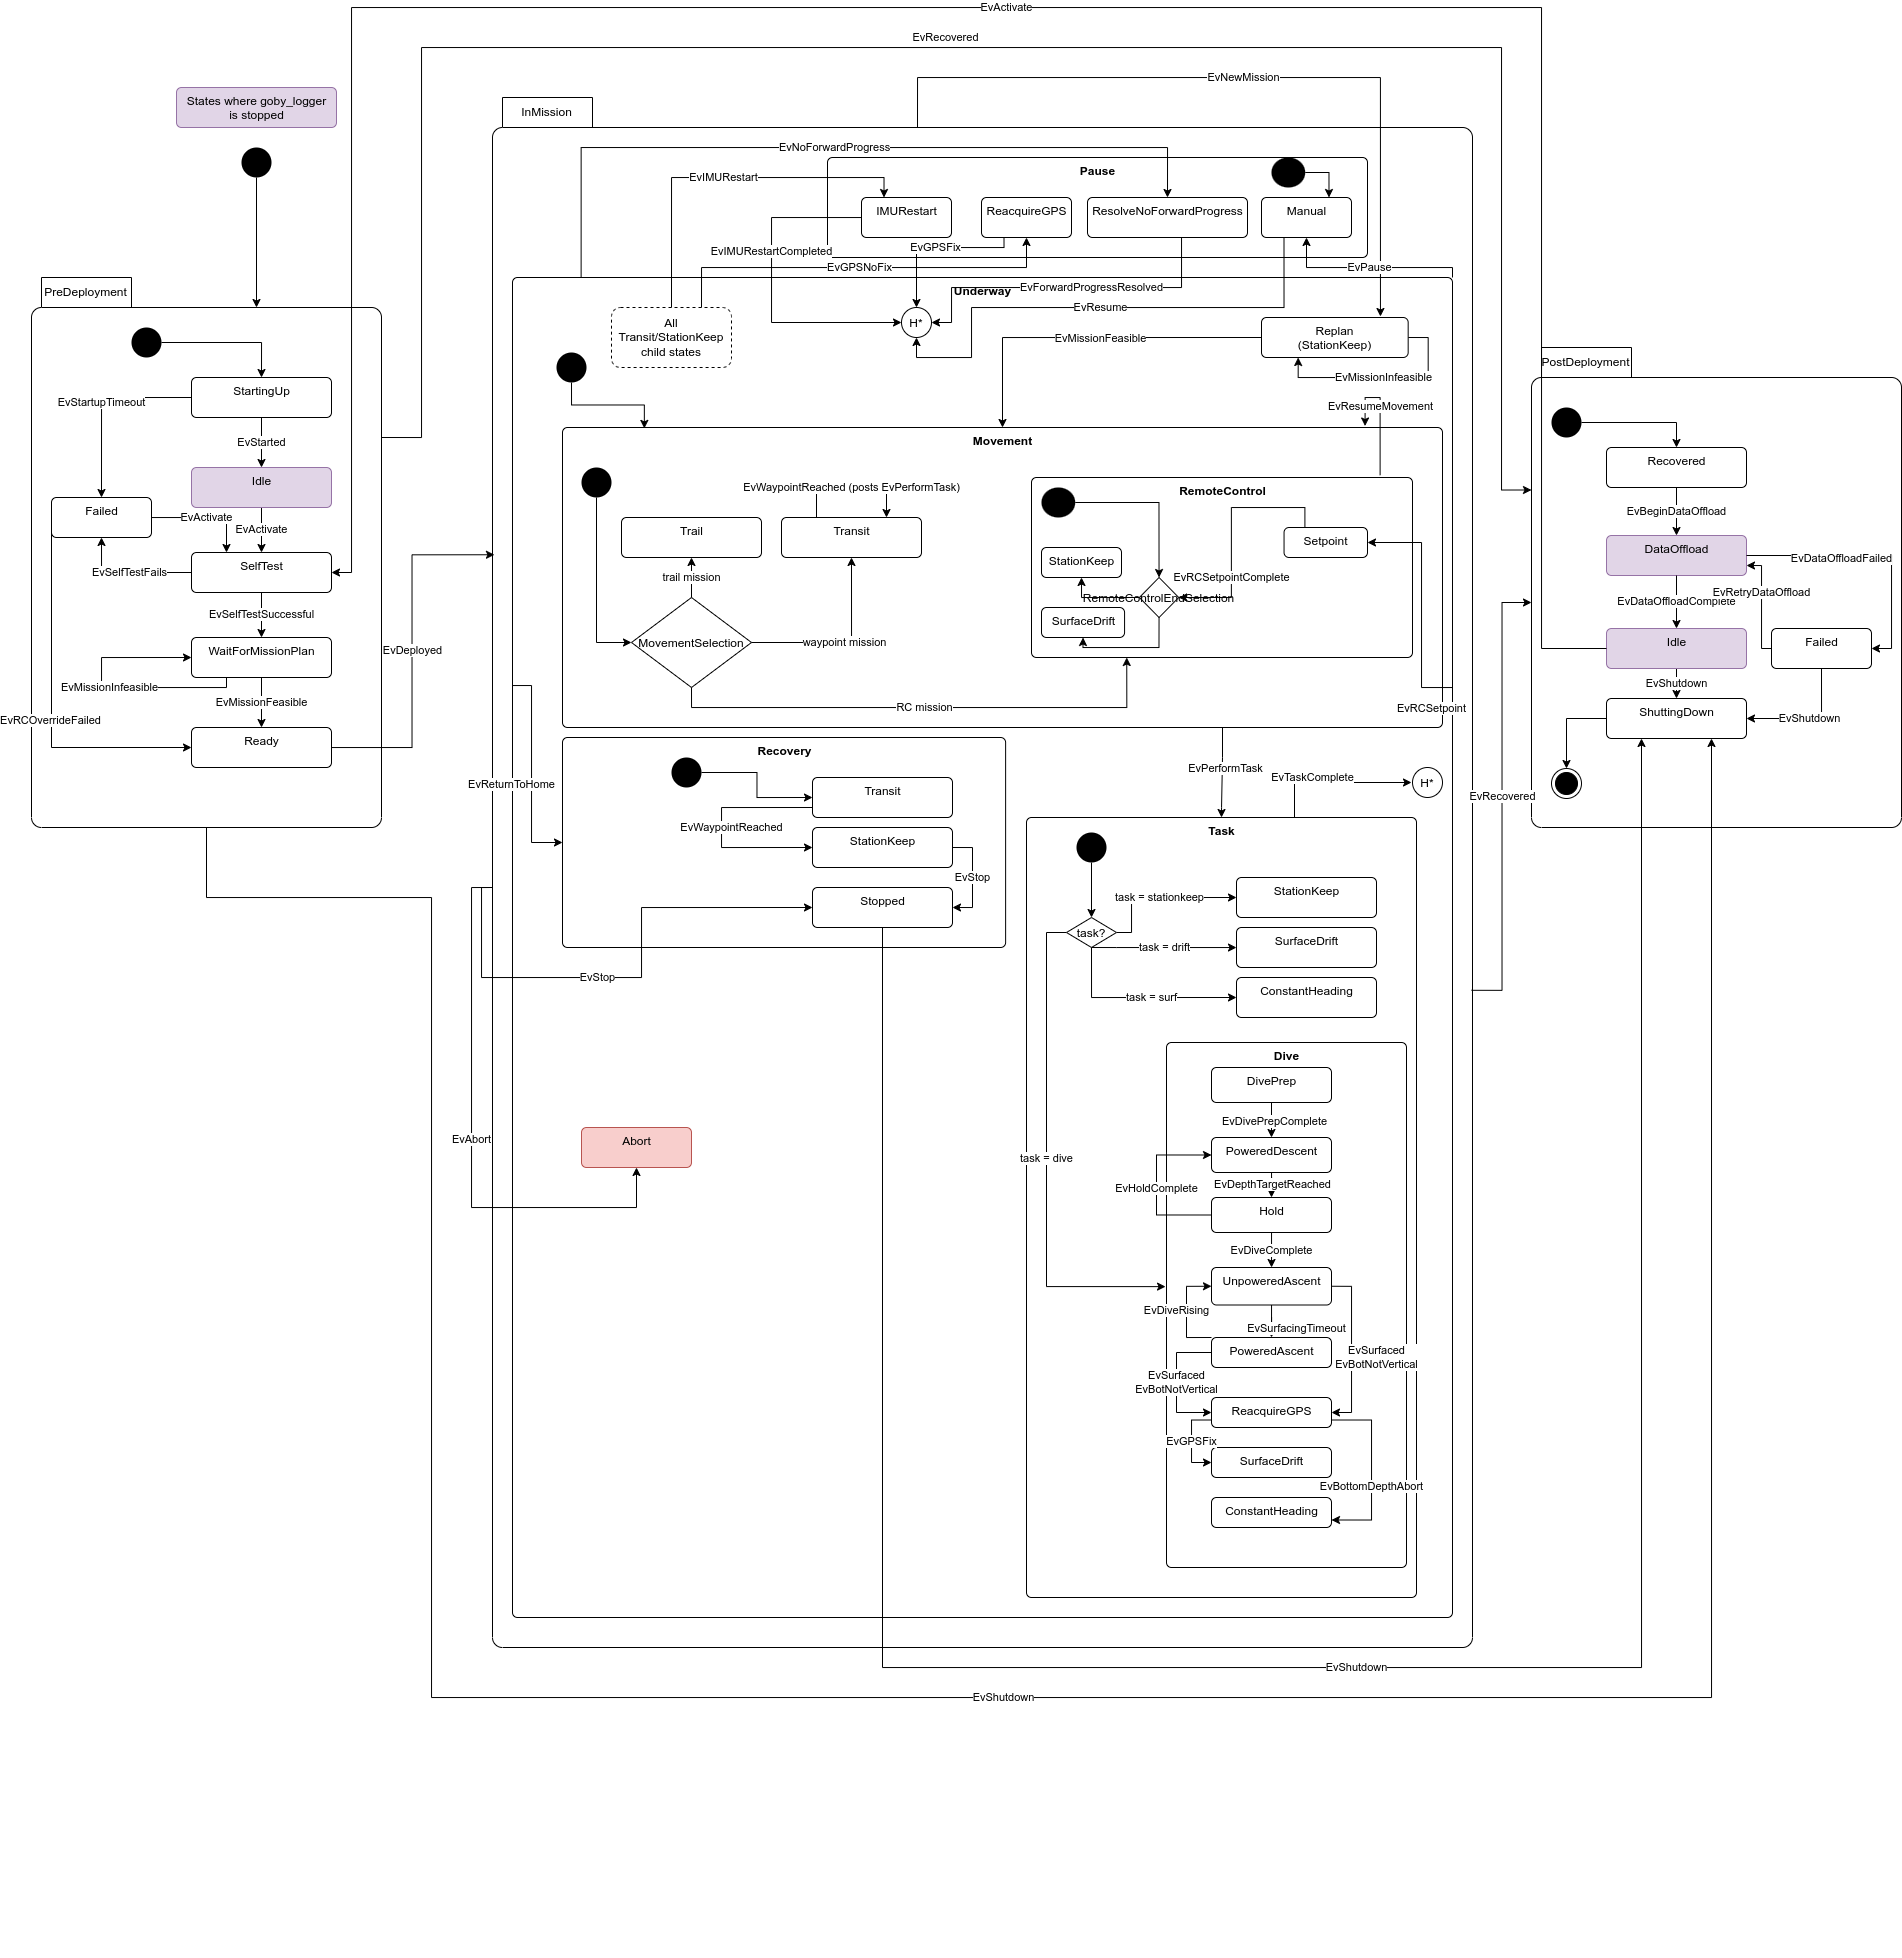 EvActivate
EvRecovered
EvNewMission
States where goby_logger
is stopped
InMission
EvNoForwardProgress
Pause
EvIMURestart
IMURestart
ReacquireGPS
ResolveNoForwardProgress
Manual
EvIMURestartCompleted
EvGPSFix
EvGPSNoFix
EvPause
Underway
EvForwardProgressResolved
EvResume
All
Transit/StationKeep
child states
H*
Replan
(StationKeep)
EvMissionFeasible
EvMissionInfeasible
EvResumeMovement
PreDeployment
StartingUp
EvStartupTimeout
EvStarted
Idle
Failed
EvActivate
EvActivate
SelfTest
EvSelfTestFails
EvSelfTestSuccessful
WaitForMissionPlan
EvMissionInfeasible
EvMissionFeasible
EvRCOverrideFailed
Ready
EvDeployed
Movement
EvWaypointReached (posts EvPerformTask)
Trail
Transit
trail mission
MovementSelection
waypoint mission
RC mission
RemoteControl
Setpoint
StationKeep
EvRCSetpointComplete
RemoteControlEndSelection
SurfaceDrift
EvRCSetpoint
PostDeployment
Recovered
EvBeginDataOffload
DataOffload
EvDataOffloadFailed
EvDataOffloadComplete
EvRetryDataOffload
Idle
Failed
EvShutdown
ShuttingDown
EvShutdown
EvReturnToHome
Recovery
Transit
EvWaypointReached
StationKeep
EvStop
Stopped
EvStop
EvPerformTask
EvTaskComplete
H*
EvRecovered
Task
task?
task = stationkeep
StationKeep
task = drift
SurfaceDrift
task = surf
ConstantHeading
task = dive
EvAbort
Abort
Dive
DivePrep
EvDivePrepComplete
PoweredDescent
EvHoldComplete
EvDepthTargetReached
Hold
EvDiveComplete
UnpoweredAscent
EvDiveRising
EvSurfacingTimeout
PoweredAscent
EvSurfaced
EvBotNotVertical
EvSurfaced
EvBotNotVertical
ReacquireGPS
EvGPSFix
SurfaceDrift
EvBottomDepthAbort
ConstantHeading
EvShutdown
EvShutdown